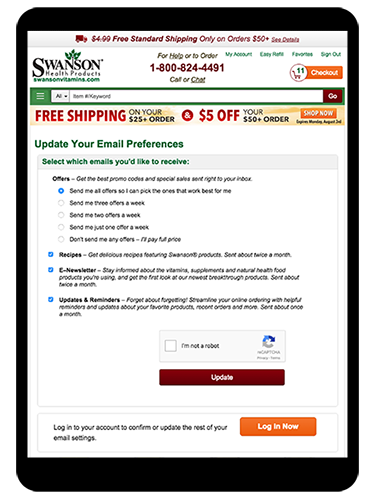 $4.99 Free Standard Shipping Only on Orders $50+ See Details
SWANSON
Health Products
swansonvitamins.com
For Help or to Order
1-800-824-4491
Call or Chat
My Account Easy Refill Favorites Sign Out
11
Checkout
All Item #/Keyword Go
FREE SHIPPING ON YOUR $25+ ORDER & $5 OFF YOUR $50+ ORDER SHOP NOW
Expires Monday, August 3rd
Update Your Email Preferences
Select which emails you'd like to receive:
Offers – Get the best promo codes and special sales sent right to your inbox.
Send me all offers so I can pick the ones that work best for me
Send me three offers a week
Send me two offers a week
Send me just one offer a week
Don't send me any offers – I'll pay full price
Recipes – Get delicious recipes featuring Swanson® products. Sent about twice a month.
E–Newsletter – Stay informed about the vitamins, supplements and natural health food
products you're using, and get the first look at our newest breakthrough products. Sent about
twice a month.
Updates & Reminders – Forget about forgetting! Streamline your online ordering with helpful
reminders and updates about your favorite products, recent orders and more. Sent about once
a month.
I'm not a robot
reCAPTCHA
Privacy - Terms
Update
Log in to your account to confirm or update the rest of your
email settings.
Log In Now